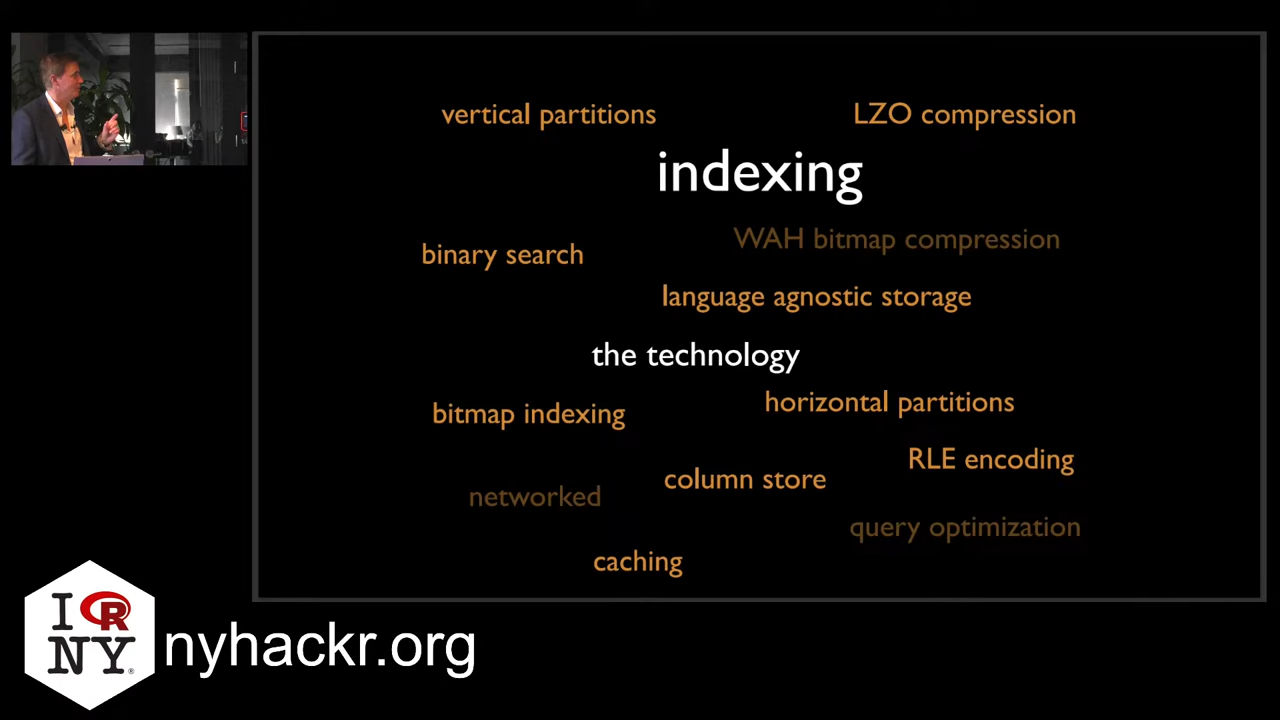 vertical partitions
LZO compression
indexing
WAH bitmap compression
binary search
language agnostic storage
the technology
horizontal partitions
bitmap indexing
RLE encoding
column store
networked
query optimization
caching
I R
NY®
nyhackr.org